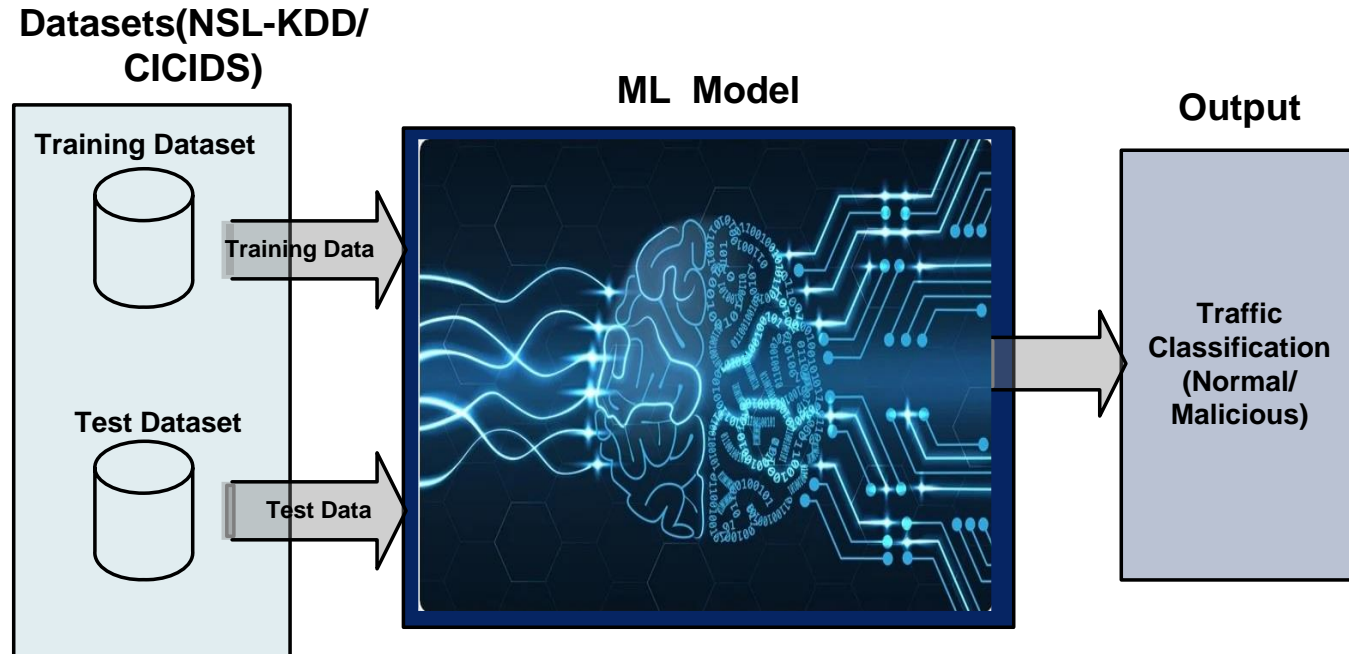 Datasets(NSL-KDD/
CICIDS)
Training Dataset
Training Data
Test Dataset
Test Data
ML Model
Output
Traffic
Classification
(Normal/
Malicious)